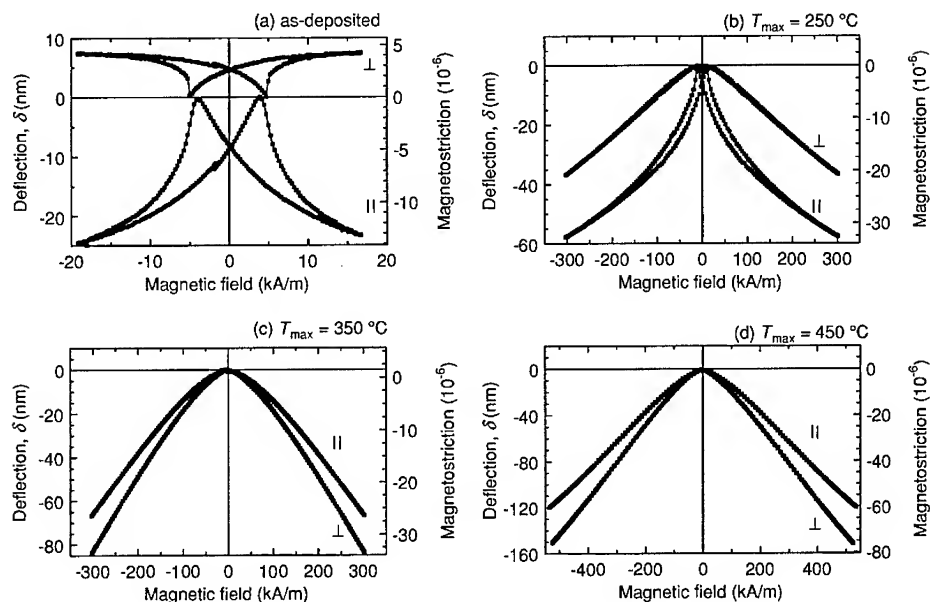 (a) as-deposited
10
0
-10
-20
Deflection, δ (nm)
5
0
-5
-10
Magnetostriction (10⁻⁶)
⊥
||
-20 -10 0 10 20
Magnetic field (kA/m)
(b) Tmax = 250 °C
0
-20
-40
-60
Deflection, δ (nm)
0
-10
-20
-30
Magnetostriction (10⁻⁶)
⊥
||
-300 -200 -100 0 100 200 300
Magnetic field (kA/m)
(c) Tmax = 350 °C
0
-20
-40
-60
-80
Deflection, δ (nm)
0
-1
-20
-30
Magnetostriction (10⁻⁶)
||
⊥
-300 -200 -100 0 100 200 300
Magnetic field (kA/m)
(d) Tmax = 450 °C
0
-40
-80
-120
-160
Deflection, δ (nm)
0
-20
-40
-60
-80
Magnetostriction (10⁻⁶)
||
⊥
-400 -200 0 200 400
Magnetic field (kA/m)